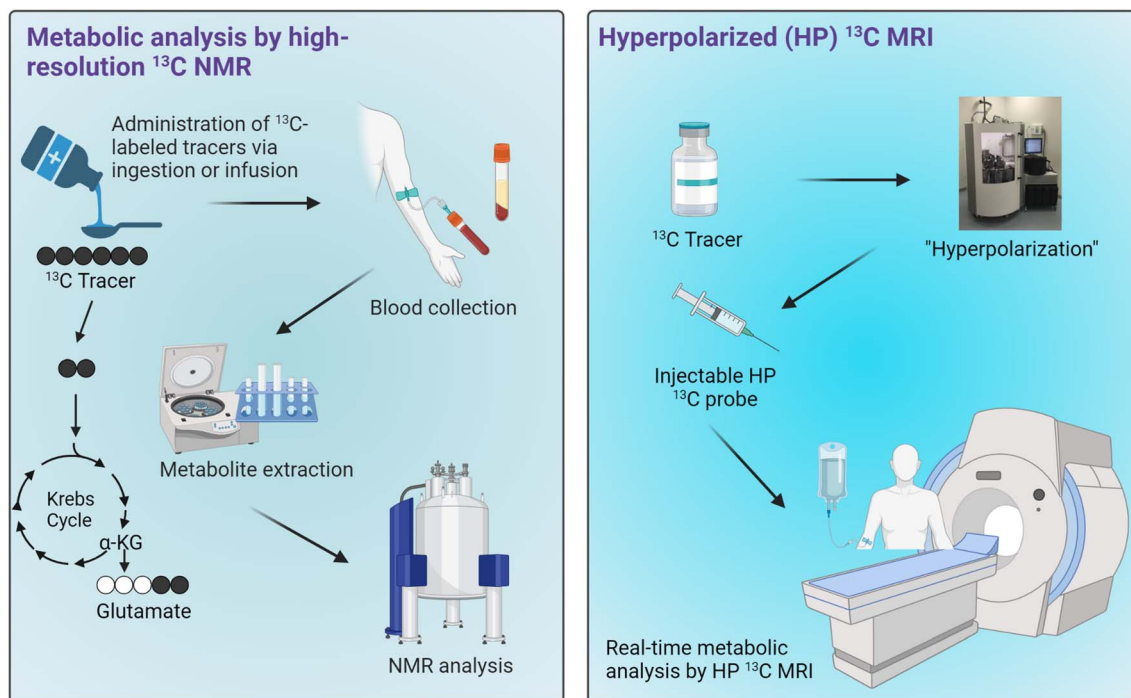 Metabolic analysis by high-
resolution ¹³C NMR
Administration of ¹³C-
labeled tracers via
ingestion or infusion
¹³C Tracer
Blood collection
Metabolite extraction
Krebs
Cycle
α-KG
Glutamate
NMR analysis
Hyperpolarized (HP) ¹³C MRI
¹³C Tracer
"Hyperpolarization"
Injectable HP
¹³C probe
Real-time metabolic
analysis by HP ¹³C MRI